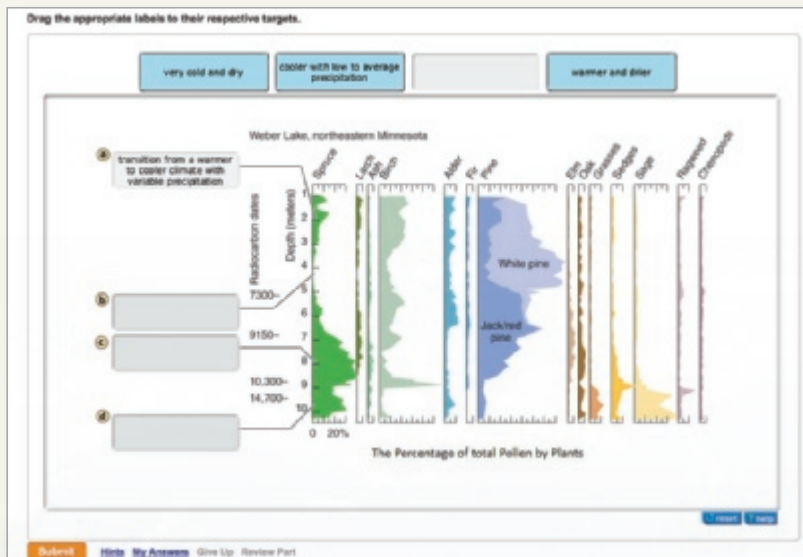 Drag the appropriate labels to their respective targets.
very cold and dry
cooler with low to average
precipitation
warmer and drier
Weber Lake, northeastern Minnesota
a
transition from a warmer
to cooler climate with
variable precipitation
Radiocarbon dates
Depth (meters)
Spruce
Larch
Ash
Birch
Alder
Fir
Pine
Elm
Oak
Grasses
Sedges
Sage
Ragweed
Chenopods
1
2
3
4
5
6
7
8
9
10
b
7300–
c
9150–
10,300–
14,700–
d
White pine
Jack/red
pine
0 20%
The Percentage of total Pollen by Plants
reset
? help
Submit
Hints My Answers Give Up Review Part